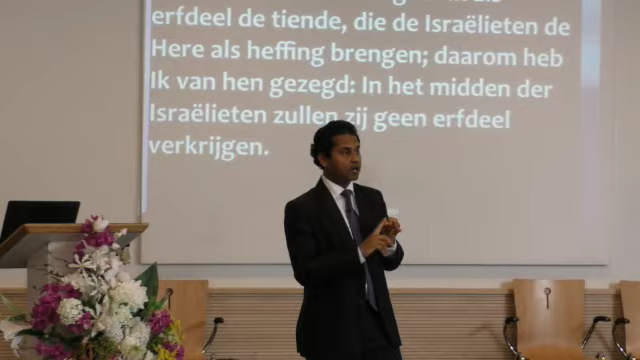 erfdeel de tiende, die de Israëlieten de
Here als heffing brengen; daarom heb
Ik van hen gezegd: In het midden der
Israëlieten zullen zij geen erfdeel
verkrijgen.